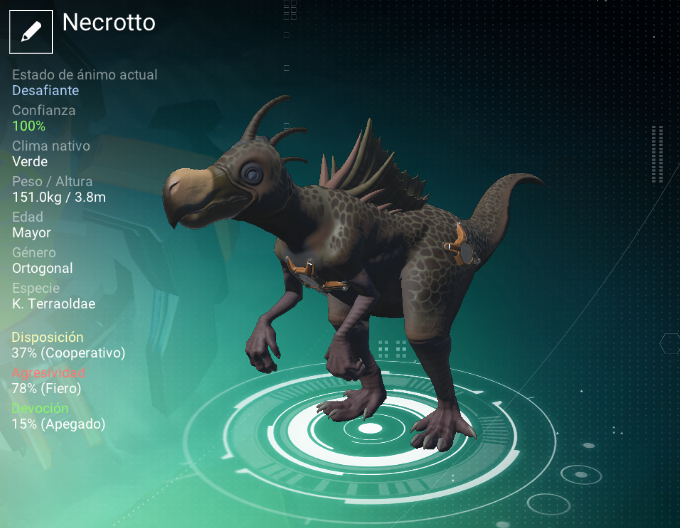 Necrotto
Estado de ánimo actual
Desafiante
Confianza
100%
Clima nativo
Verde
Peso / Altura
151.0kg / 3.8m
Edad
Mayor
Género
Ortogonal
Especie
K. Terraoldae
Disposición
37% (Cooperativo)
Agresividad
78% (Fiero)
Devoción
15% (Apegado)